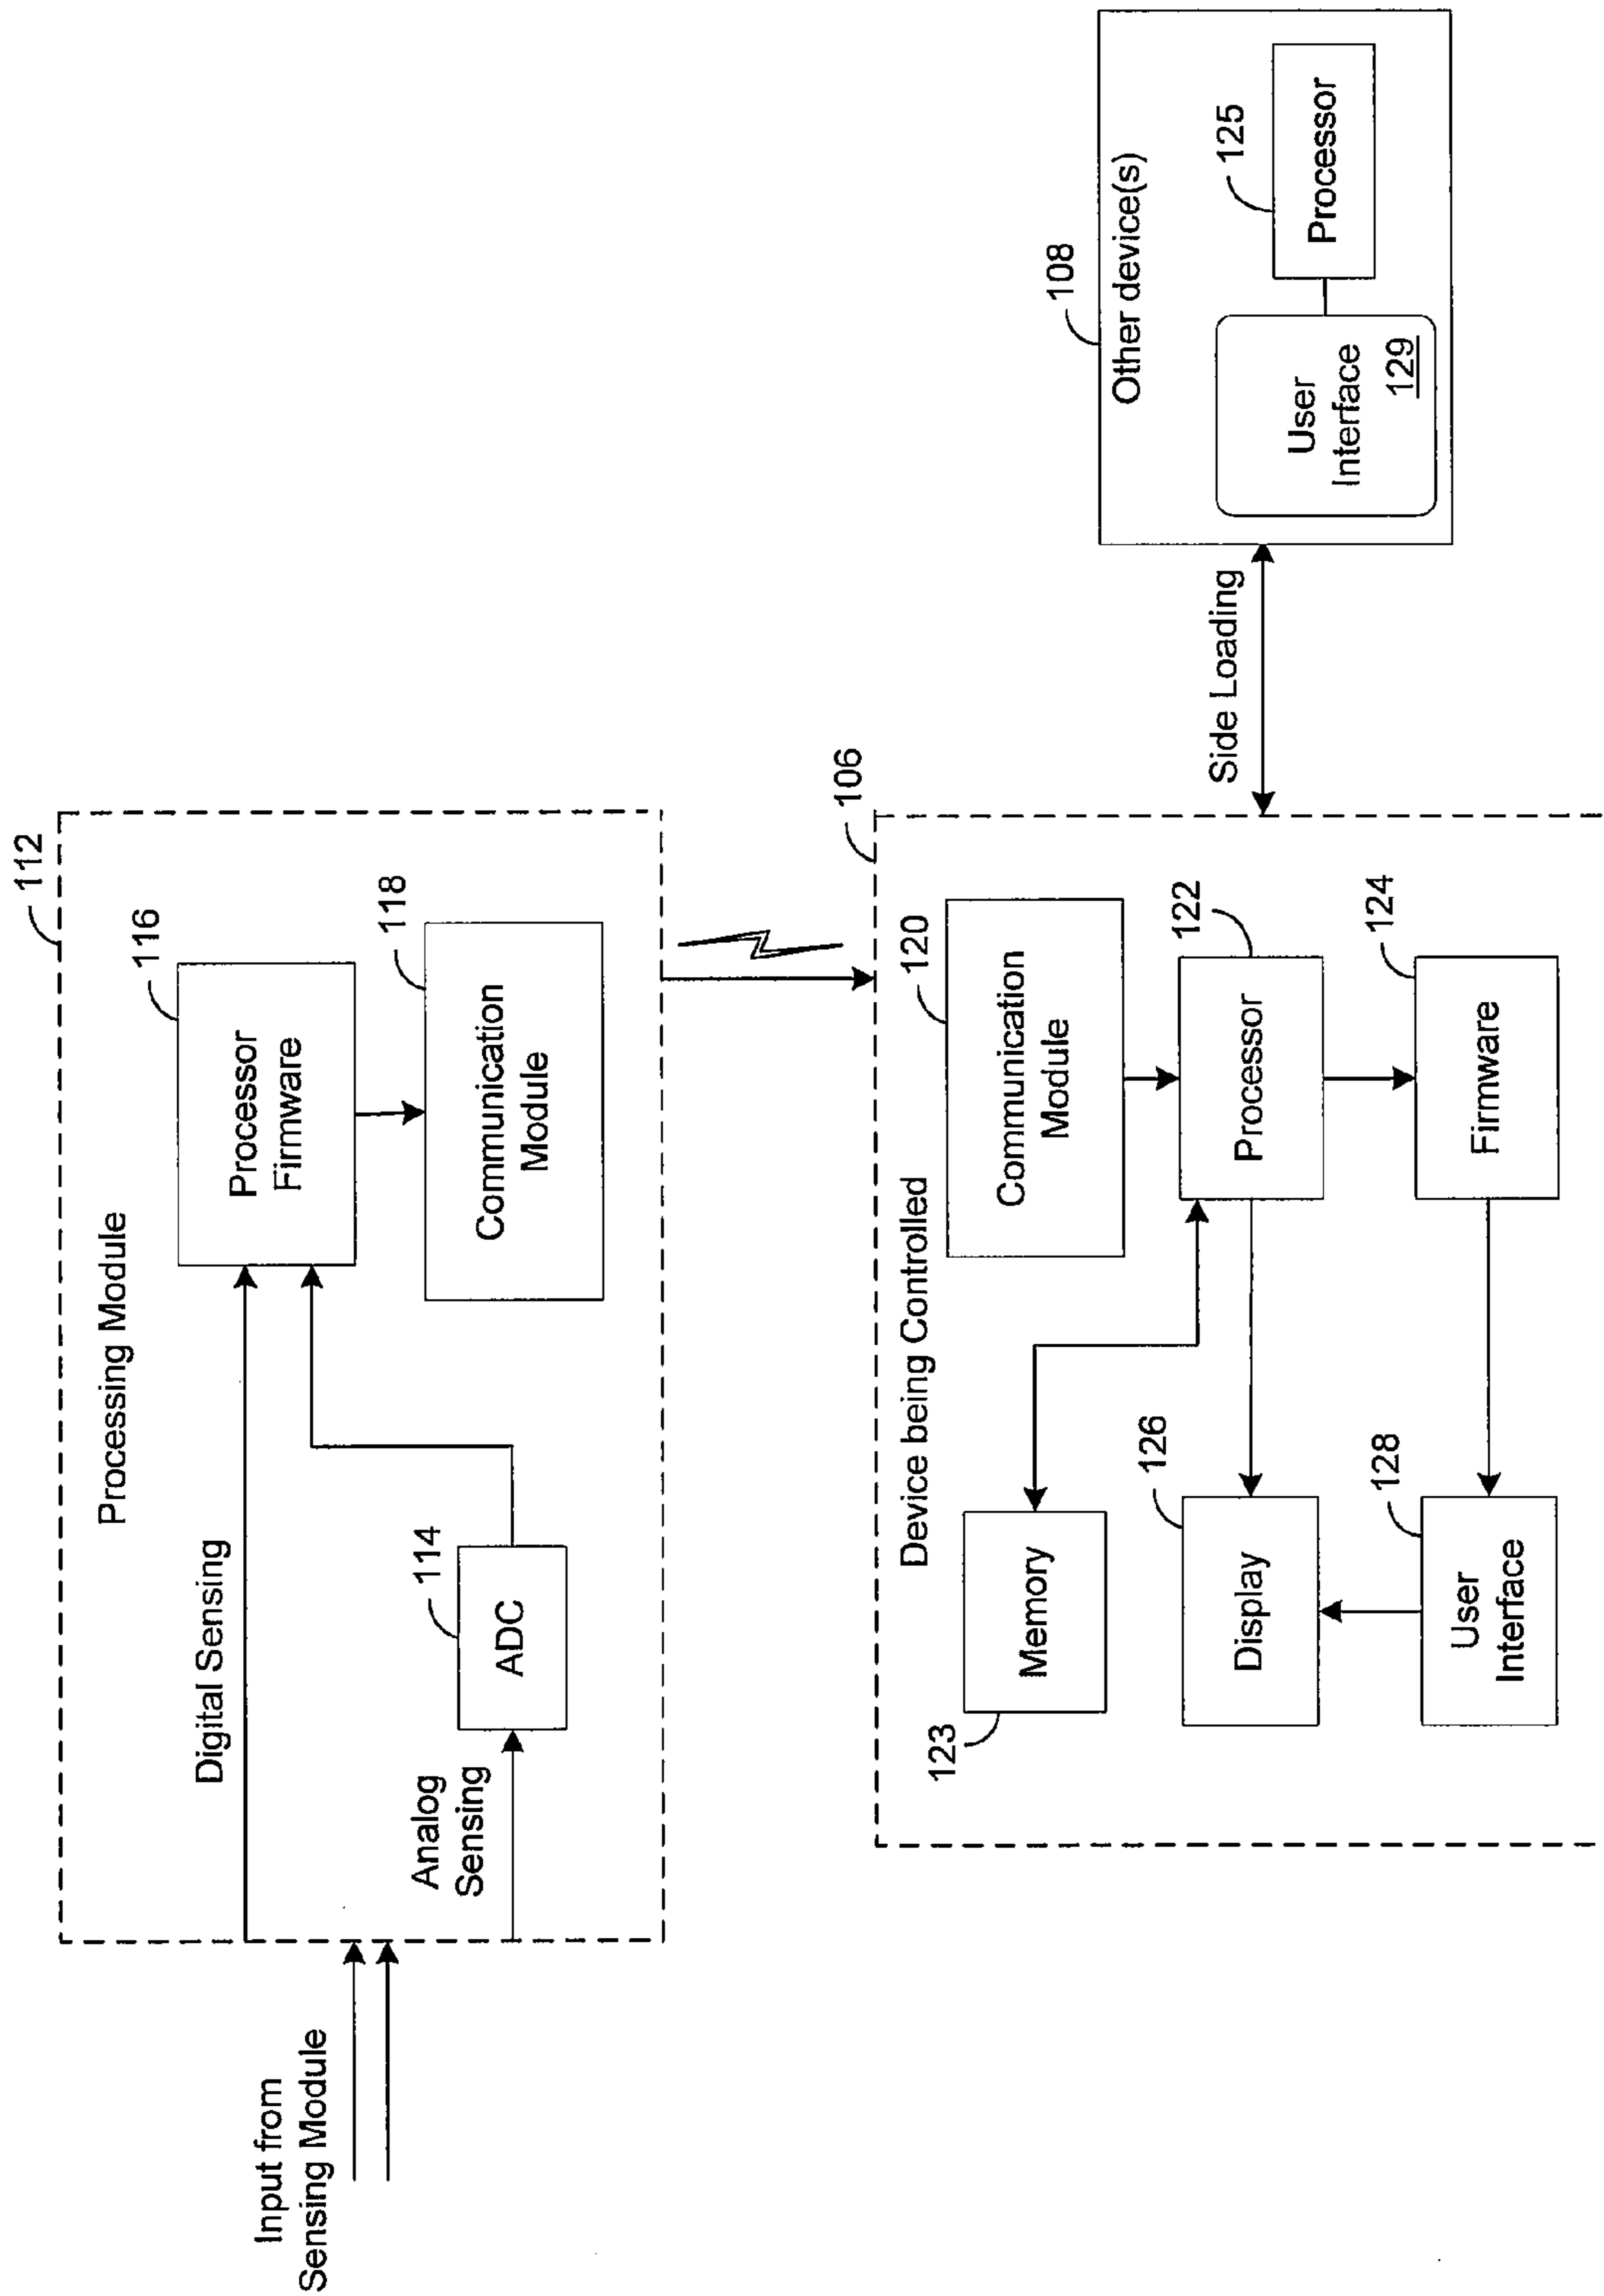 112
Processing Module
Digital Sensing
116
Processor
Firmware
Input from
Sensing Module
Analog
Sensing
114
ADC
118
Communication
Module
106
Device being Controlled
120
Communication
Module
Memory
123
122
Processor
126
Display
124
Firmware
128
User
Interface
Side Loading
108
Other device(s)
125
Processor
User
Interface
129